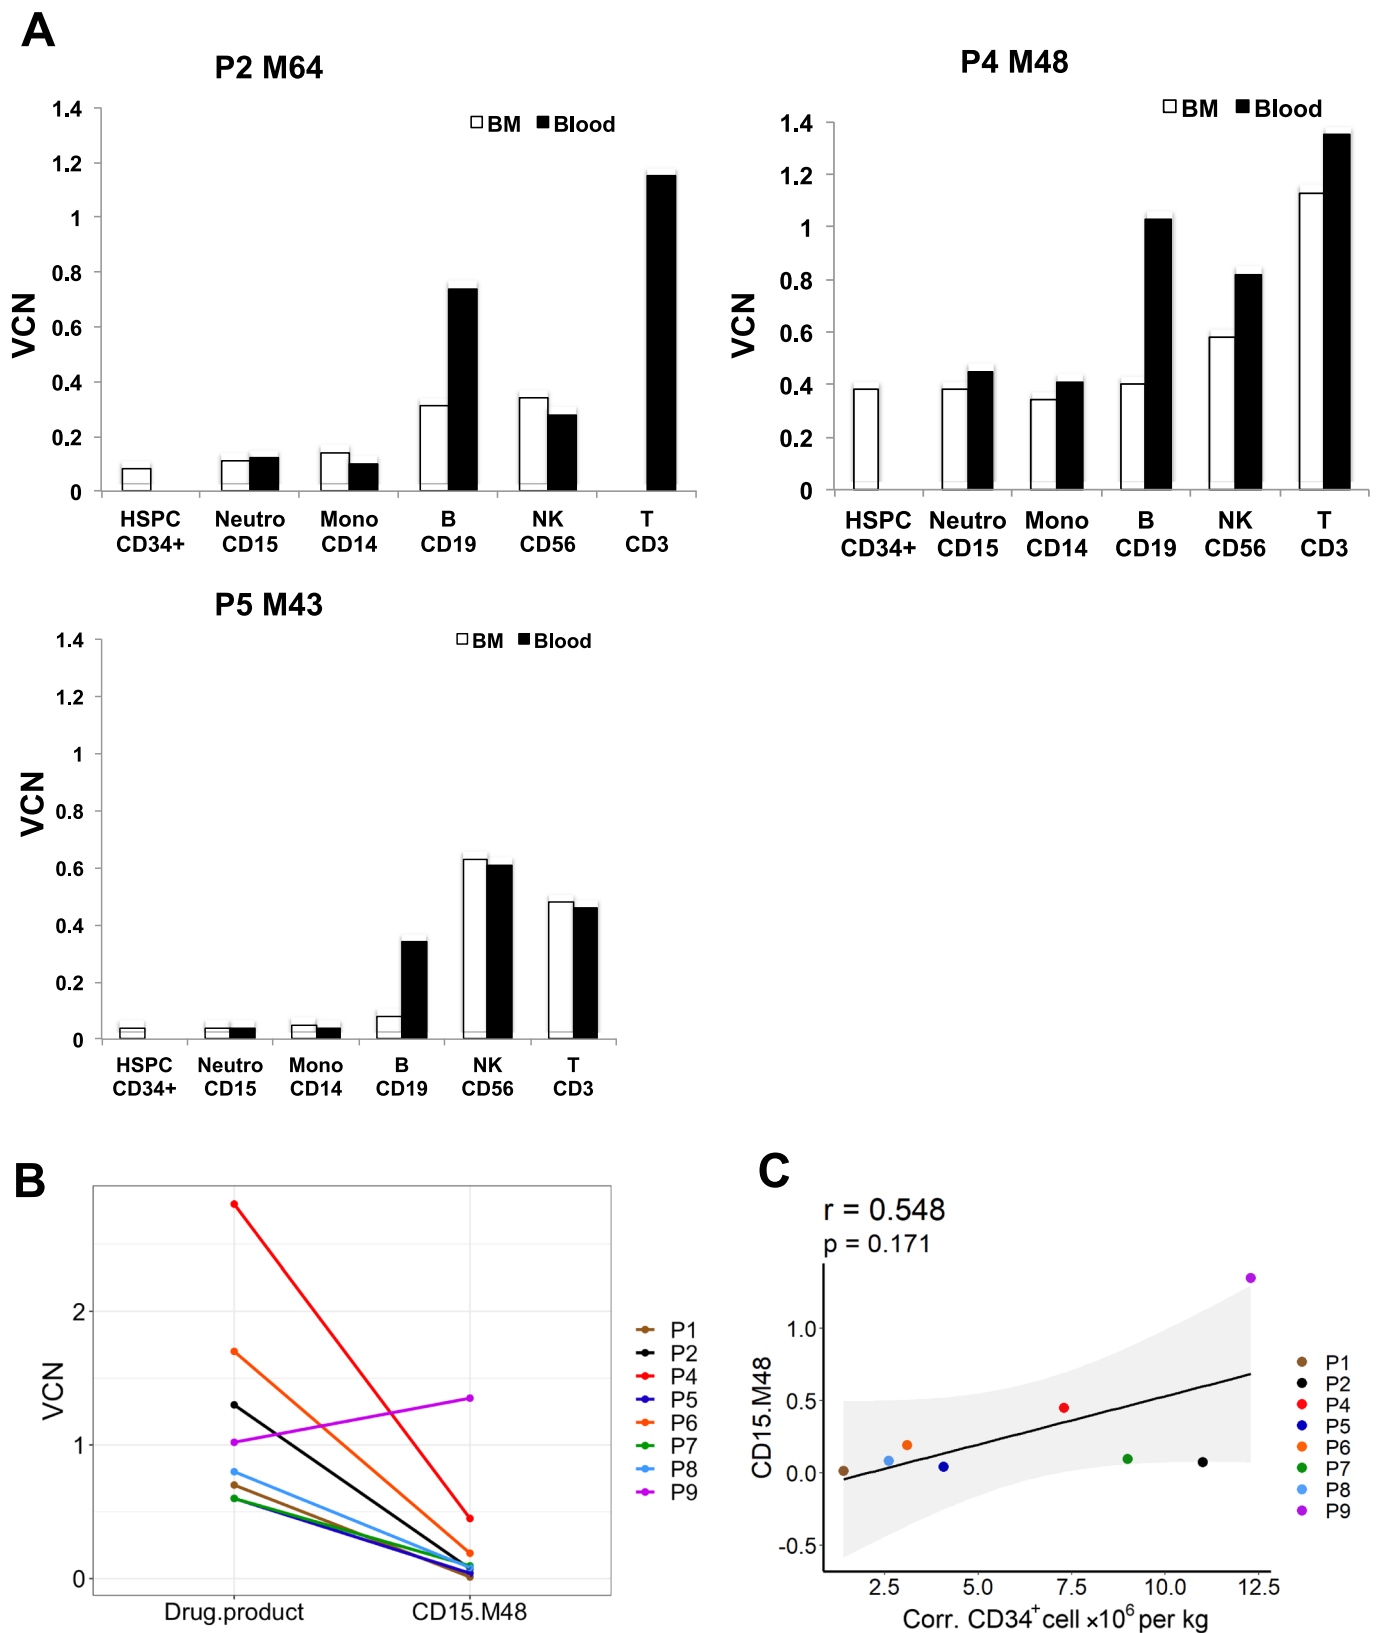 A
P2 M64
BM Blood
VCN
1.4
1.2
1
0.8
0.6
0.4
0.2
0
HSPC Neutro Mono B NK T
CD34+ CD15 CD14 CD19 CD56 CD3
P4 M48
BM Blood
VCN
1.4
1.2
1
0.8
0.6
0.4
0.2
0
HSPC Neutro Mono B NK T
CD34+ CD15 CD14 CD19 CD56 CD3
P5 M43
BM Blood
VCN
1.4
1.2
1
0.8
0.6
0.4
0.2
0
HSPC Neutro Mono B NK T
CD34+ CD15 CD14 CD19 CD56 CD3
B
VCN
2
1
0
Drug.product CD15.M48
P1
P2
P4
P5
P6
P7
P8
P9
C
r = 0.548
p = 0.171
CD15.M48
1.0
0.5
0.0
-0.5
2.5 5.0 7.5 10.0 12.5
Corr. CD34⁺cell ×10⁶ per kg
P1
P2
P4
P5
P6
P7
P8
P9